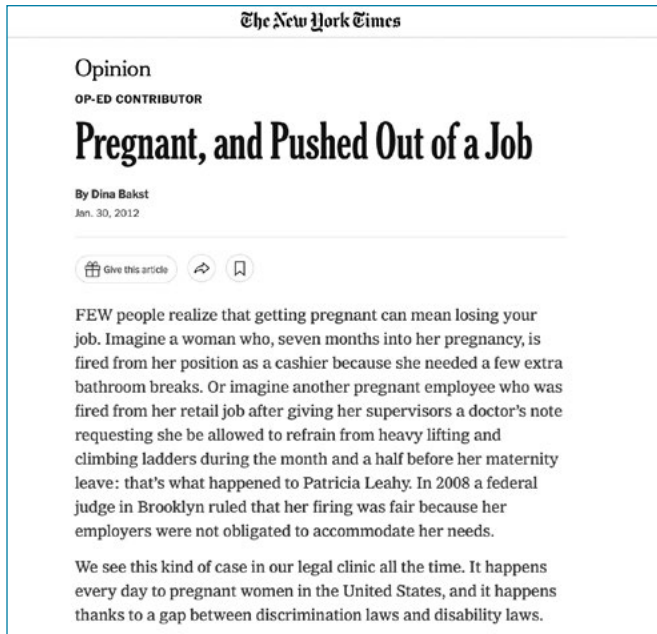 The New York Times
Opinion
OP-ED CONTRIBUTOR
Pregnant, and Pushed Out of a Job
By Dina Bakst
Jan. 30, 2012
Give this article
FEW people realize that getting pregnant can mean losing your
job. Imagine a woman who, seven months into her pregnancy, is
fired from her position as a cashier because she needed a few extra
bathroom breaks. Or imagine another pregnant employee who was
fired from her retail job after giving her supervisors a doctor's note
requesting she be allowed to refrain from heavy lifting and
climbing ladders during the month and a half before her maternity
leave: that's what happened to Patricia Leahy. In 2008 a federal
judge in Brooklyn ruled that her firing was fair because her
employers were not obligated to accommodate her needs.
We see this kind of case in our legal clinic all the time. It happens
every day to pregnant women in the United States, and it happens
thanks to a gap between discrimination laws and disability laws.